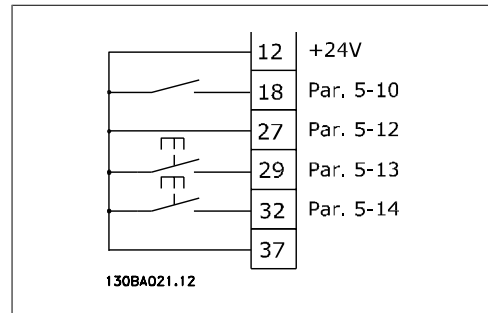 12 +24V
18 Par. 5-10
27 Par. 5-12
29 Par. 5-13
32 Par. 5-14
37
130BA021.12